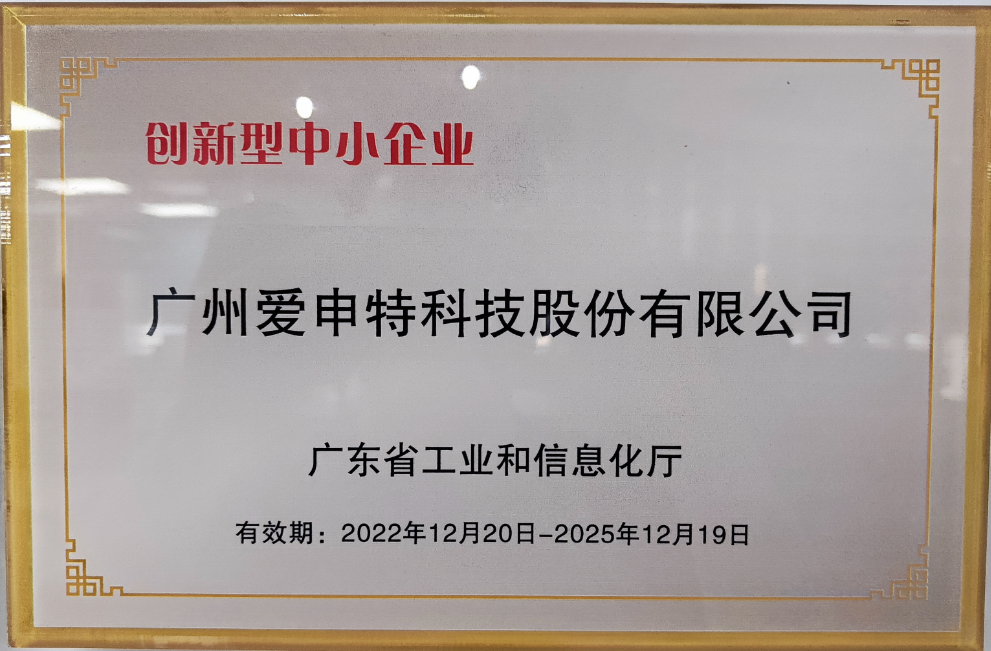 创新型中小企业
广州爱申特科技股份有限公司
广东省工业和信息化厅
有效期：2022年12月20日-2025年12月19日